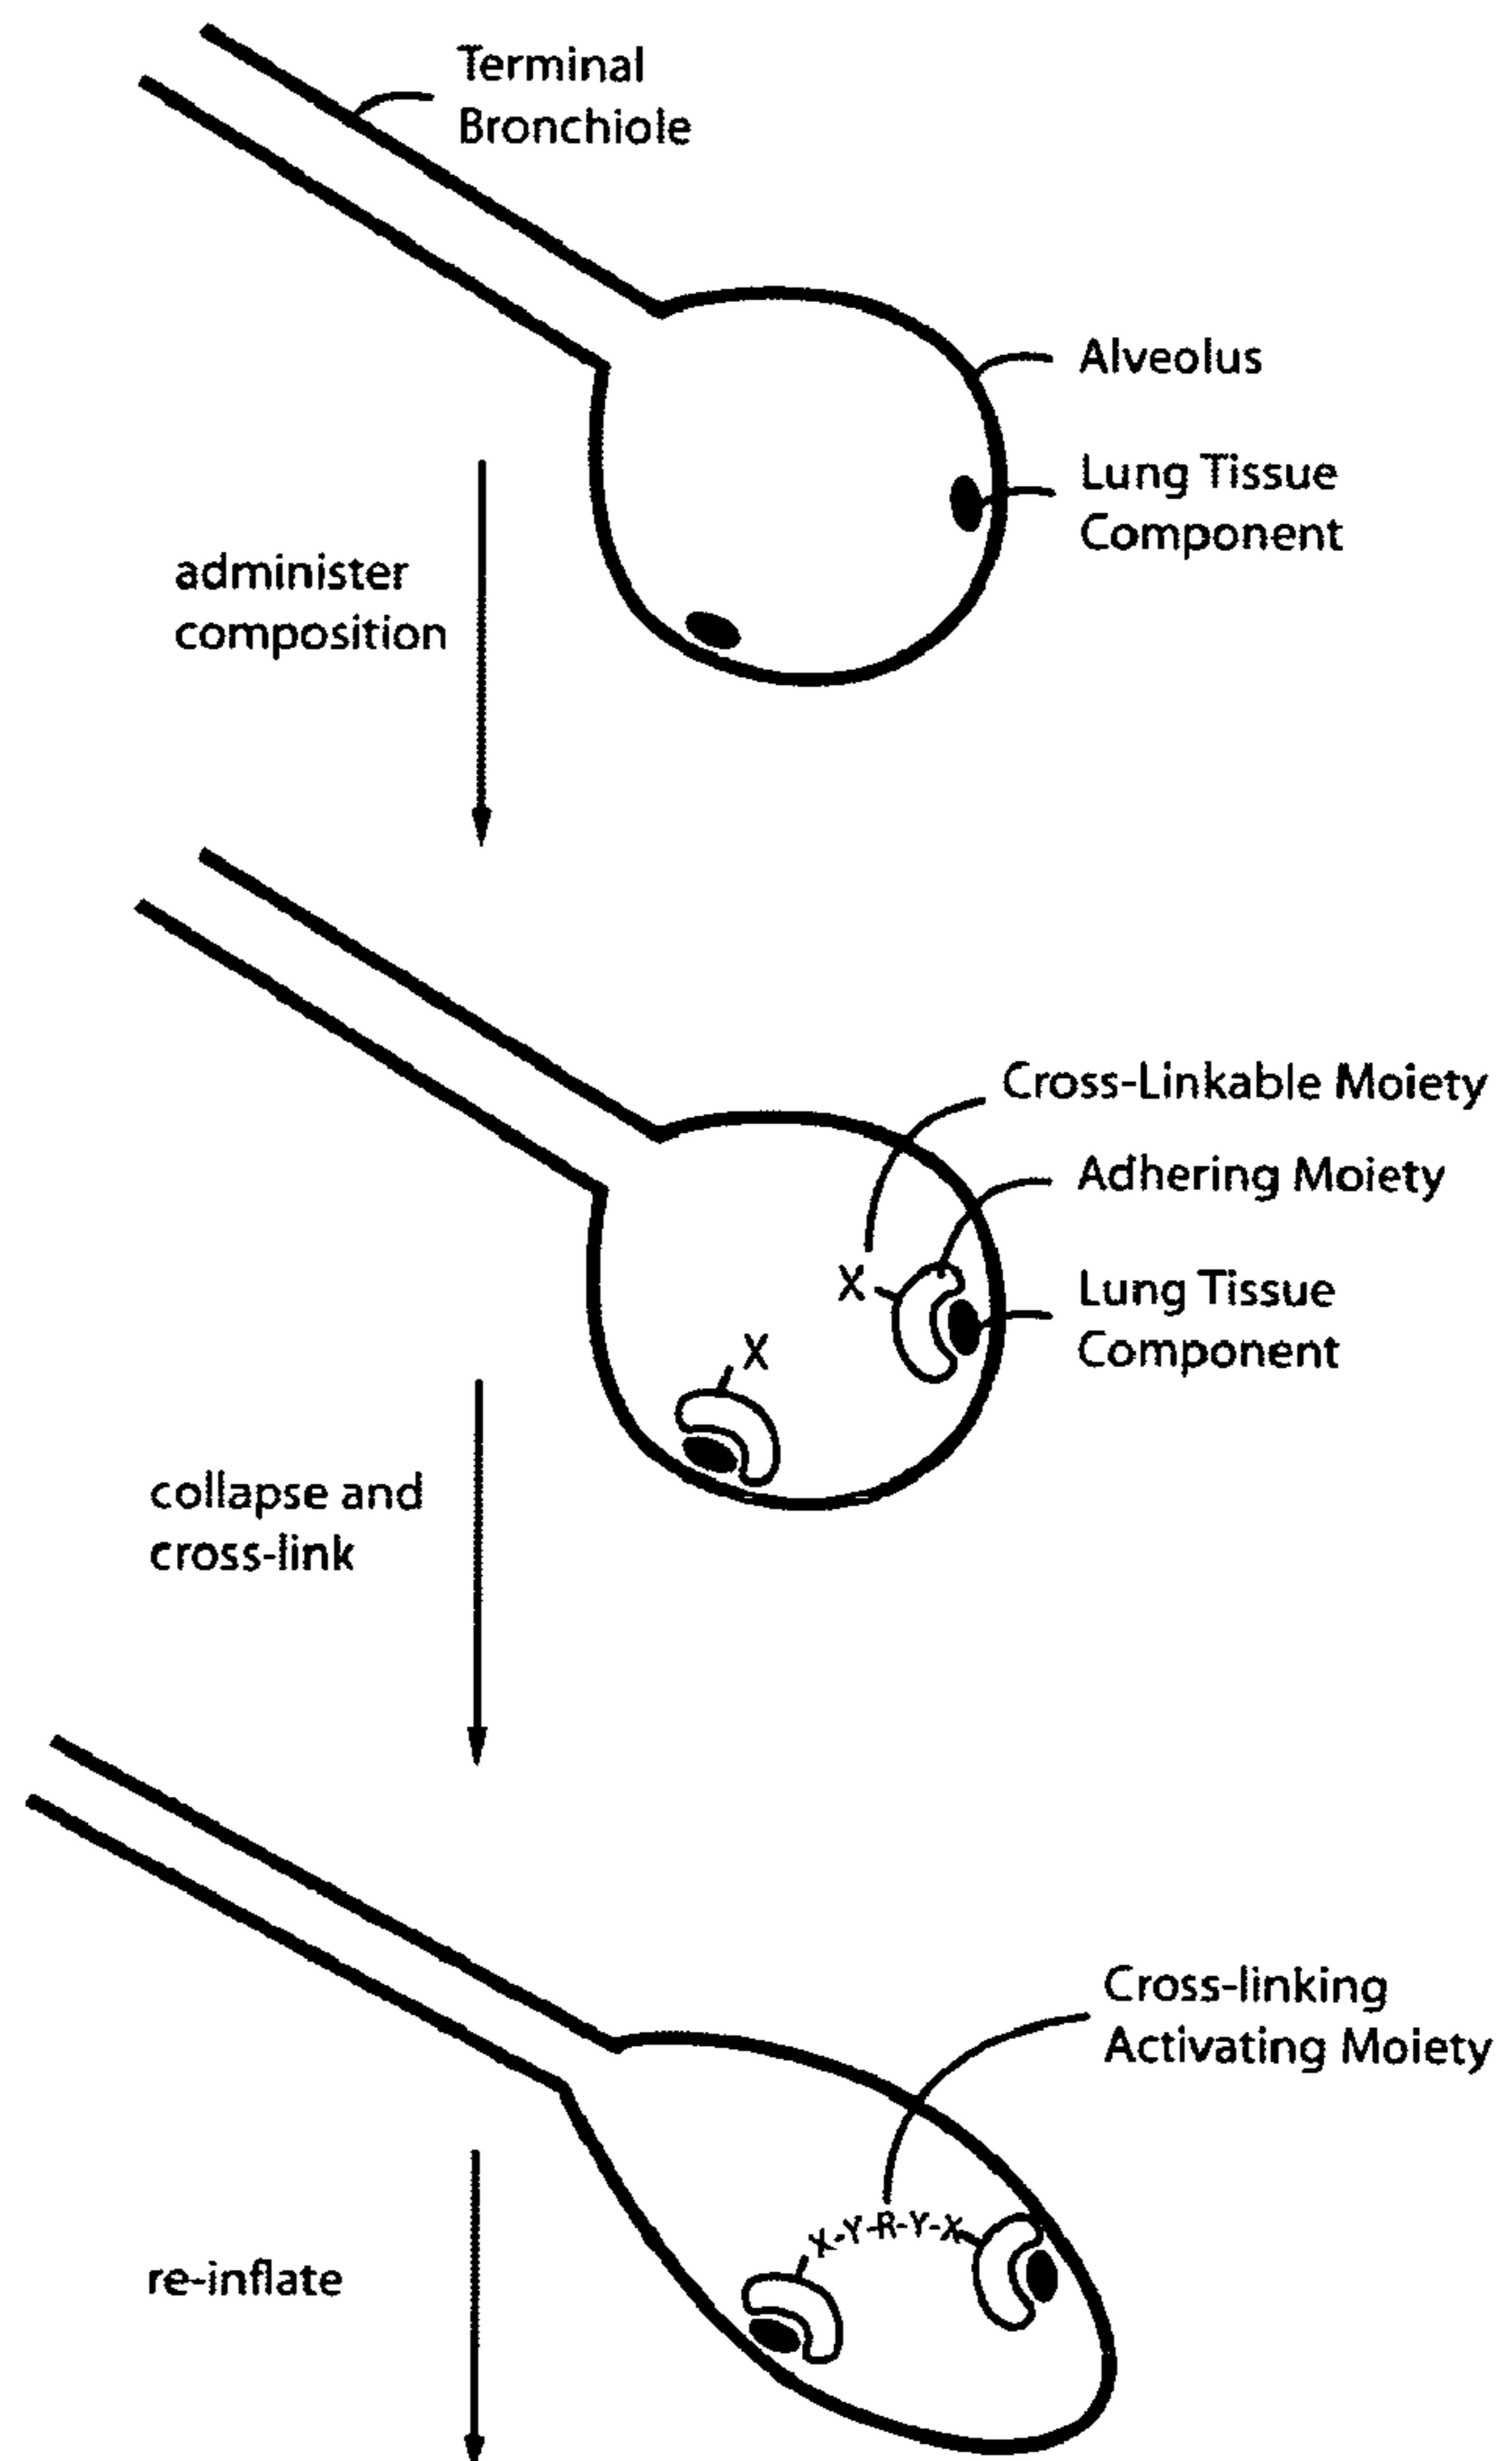 Terminal
Bronchiole
Alveolus
Lung Tissue
Component
administer
composition
Cross-Linkable Moiety
Adhering Moiety
X
Lung Tissue
Component
X
collapse and
cross-link
Cross-linking
Activating Moiety
X-Y-R-Y-X
re-inflate